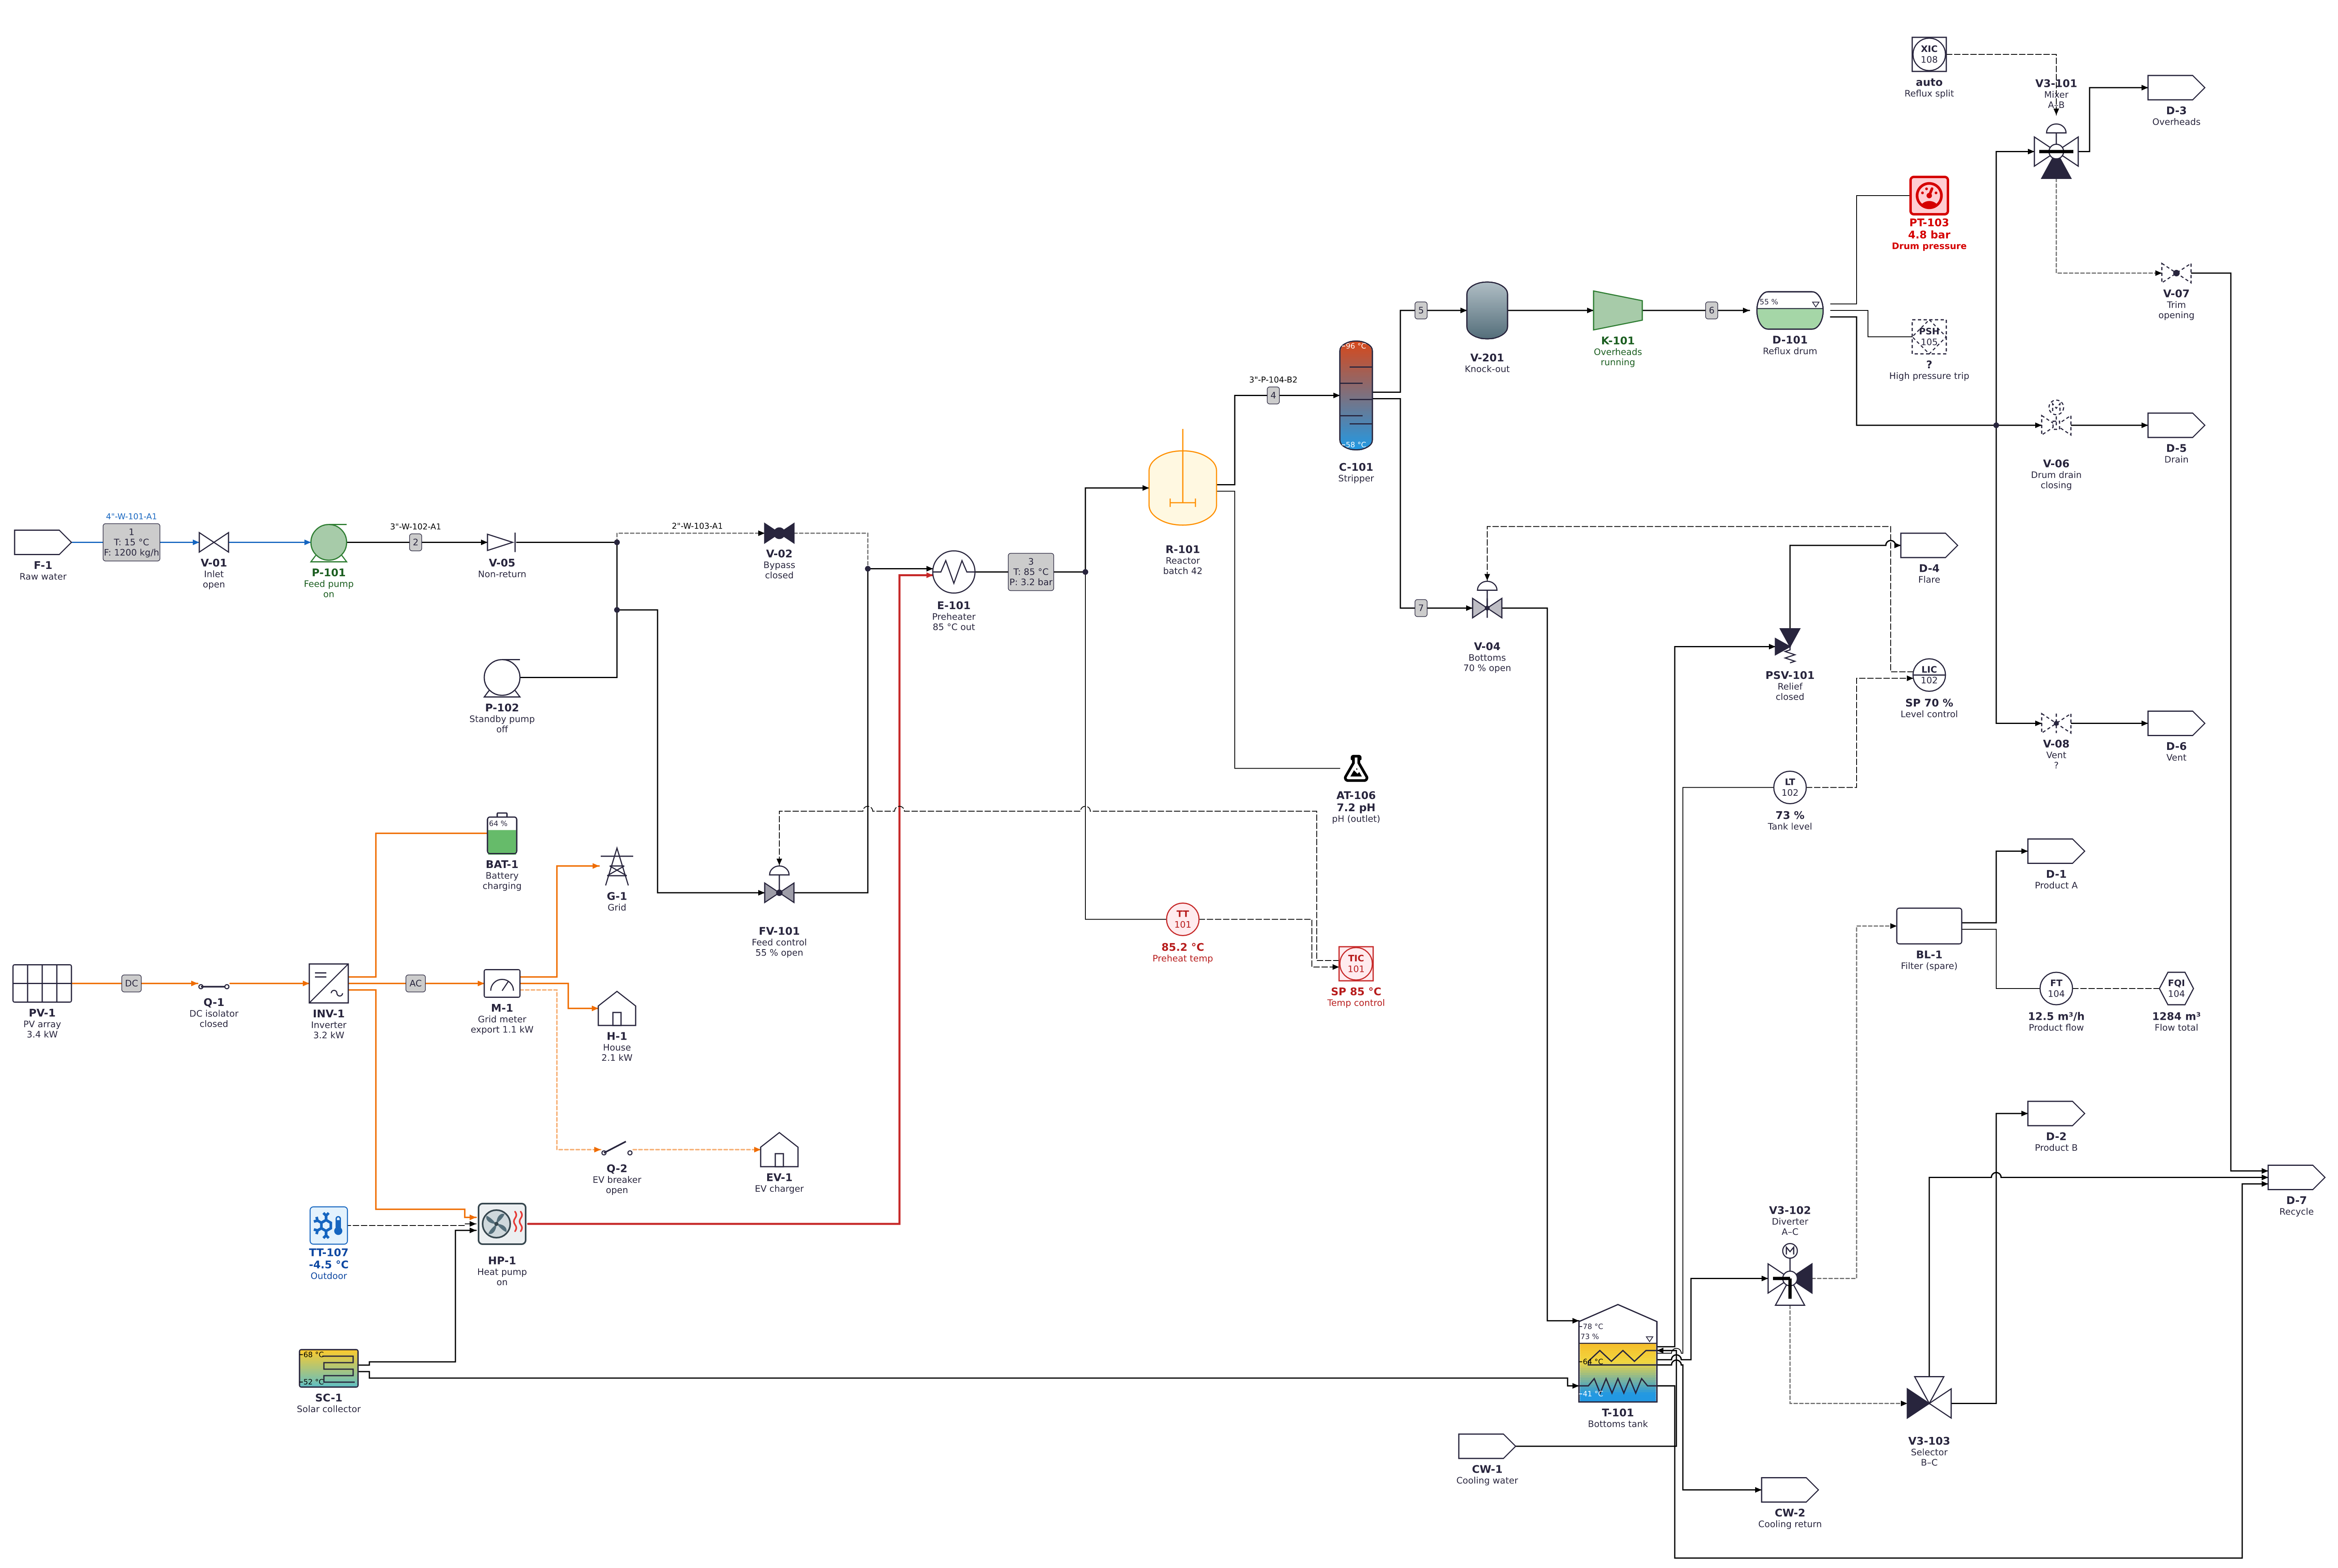 XIC
108
auto
Reflux split
V3-101
Mixer
A–B
D-3
Overheads
PT-103
4.8 bar
Drum pressure
V-07
Trim
opening
PSH
105
?
High pressure trip
5
V-201
Knock-out
K-101
Overheads
running
6
55 %
D-101
Reflux drum
~96 °C
~58 °C
C-101
Stripper
3"-P-104-B2
4
V-06
Drum drain
closing
D-5
Drain
F-1
Raw water
4"-W-101-A1
1
T: 15 °C
F: 1200 kg/h
V-01
Inlet
open
P-101
Feed pump
on
3"-W-102-A1
2
V-05
Non-return
2"-W-103-A1
V-02
Bypass
closed
E-101
Preheater
85 °C out
3
T: 85 °C
P: 3.2 bar
R-101
Reactor
batch 42
7
V-04
Bottoms
70 % open
D-4
Flare
PSV-101
Relief
closed
LIC
102
SP 70 %
Level control
P-102
Standby pump
off
V-08
Vent
?
D-6
Vent
AT-106
7.2 pH
pH (outlet)
LT
102
73 %
Tank level
64 %
BAT-1
Battery
charging
G-1
Grid
FV-101
Feed control
55 % open
TT
101
85.2 °C
Preheat temp
TIC
101
SP 85 °C
Temp control
D-1
Product A
BL-1
Filter (spare)
FT
104
12.5 m³/h
Product flow
FQI
104
1284 m³
Flow total
PV-1
PV array
3.4 kW
DC
Q-1
DC isolator
closed
INV-1
Inverter
3.2 kW
AC
M-1
Grid meter
export 1.1 kW
H-1
House
2.1 kW
Q-2
EV breaker
open
EV-1
EV charger
D-2
Product B
D-7
Recycle
TT-107
-4.5 °C
Outdoor
HP-1
Heat pump
on
V3-102
Diverter
A–C
M
~68 °C
~52 °C
SC-1
Solar collector
~78 °C
73 %
~64 °C
~41 °C
T-101
Bottoms tank
V3-103
Selector
B–C
CW-1
Cooling water
CW-2
Cooling return